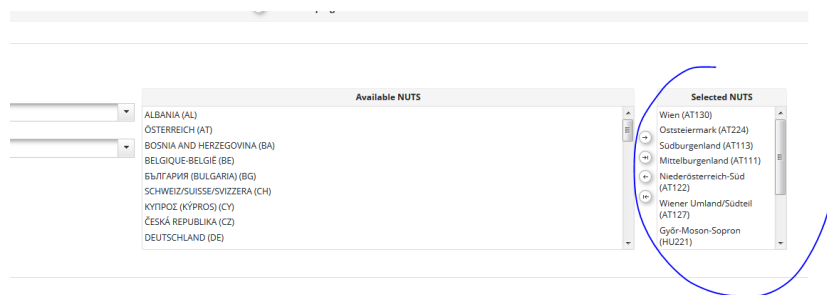 Available NUTS
ALBANIA (AL)
ÖSTERREICH (AT)
BOSNIA AND HERZEGOVINA (BA)
BELGIQUE-BELGIË (BE)
БЪЛГАРИЯ (BULGARIA) (BG)
SCHWEIZ/SUISSE/SVIZZERA (CH)
ΚΥΠΡΟΣ (KÝPROS) (CY)
ČESKÁ REPUBLIKA (CZ)
DEUTSCHLAND (DE)
Selected NUTS
Wien (AT130)
Oststeiermark (AT224)
Südburgenland (AT113)
Mittelburgenland (AT111)
Niederösterreich-Süd
(AT122)
Wiener Umland/Südteil
(AT127)
Győr-Moson-Sopron
(HU221)